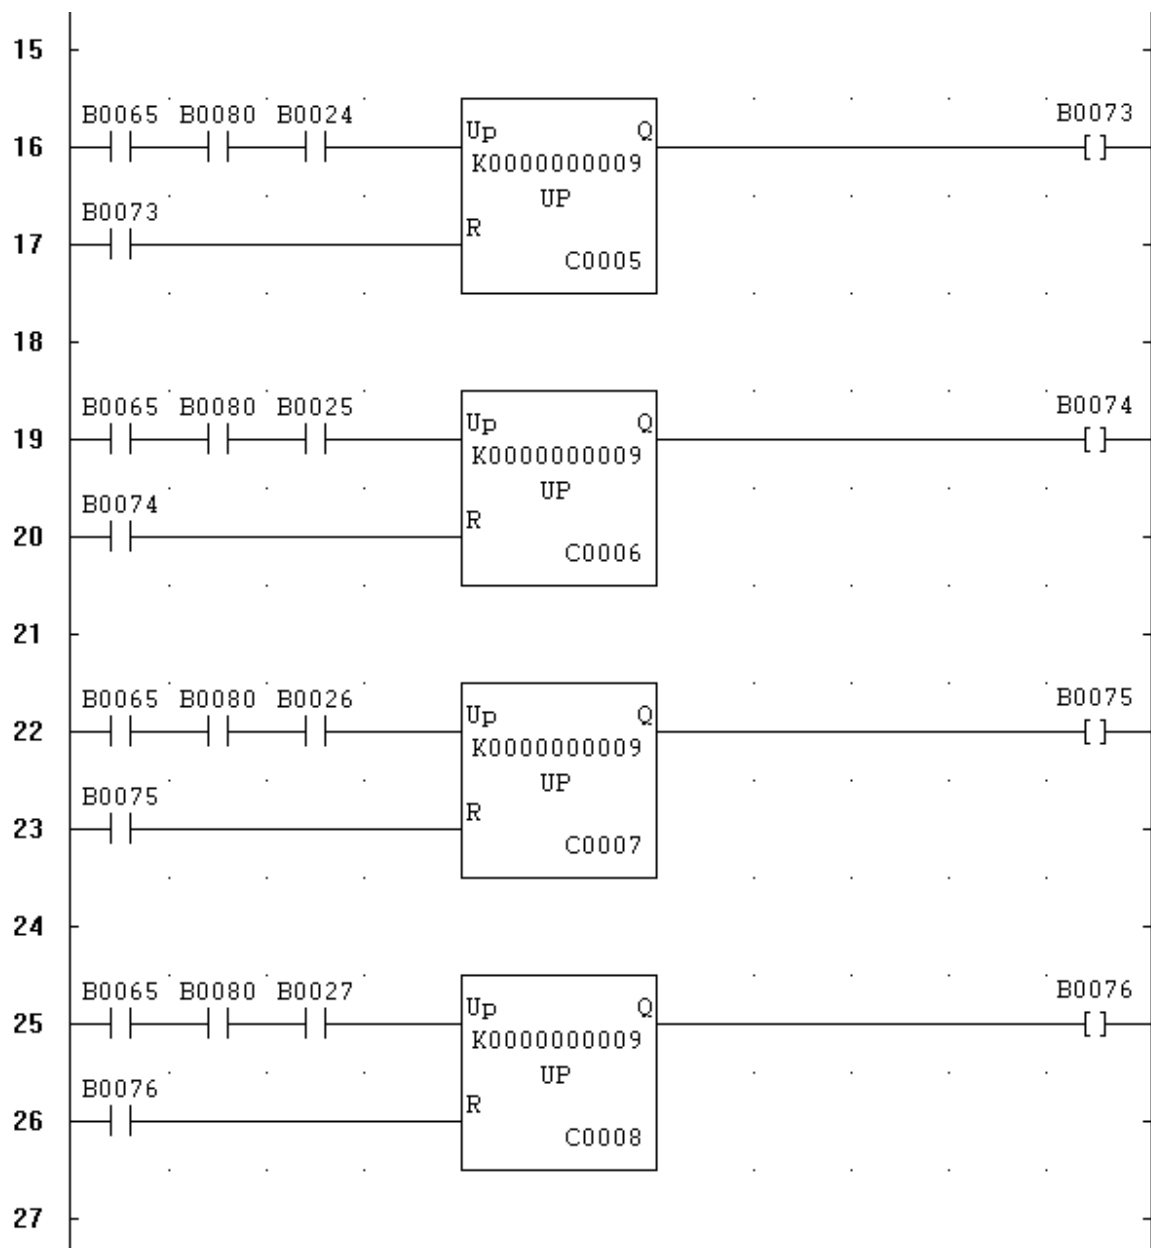 15
B0065 B0080 B0024 B0073
16 Up Q
K0000000009
UP
B0073
17 R
C0005
18
B0065 B0080 B0025 B0074
19 Up Q
K0000000009
UP
B0074
20 R
C0006
21
B0065 B0080 B0026 B0075
22 Up Q
K0000000009
UP
B0075
23 R
C0007
24
B0065 B0080 B0027 B0076
25 Up Q
K0000000009
UP
B0076
26 R
C0008
27